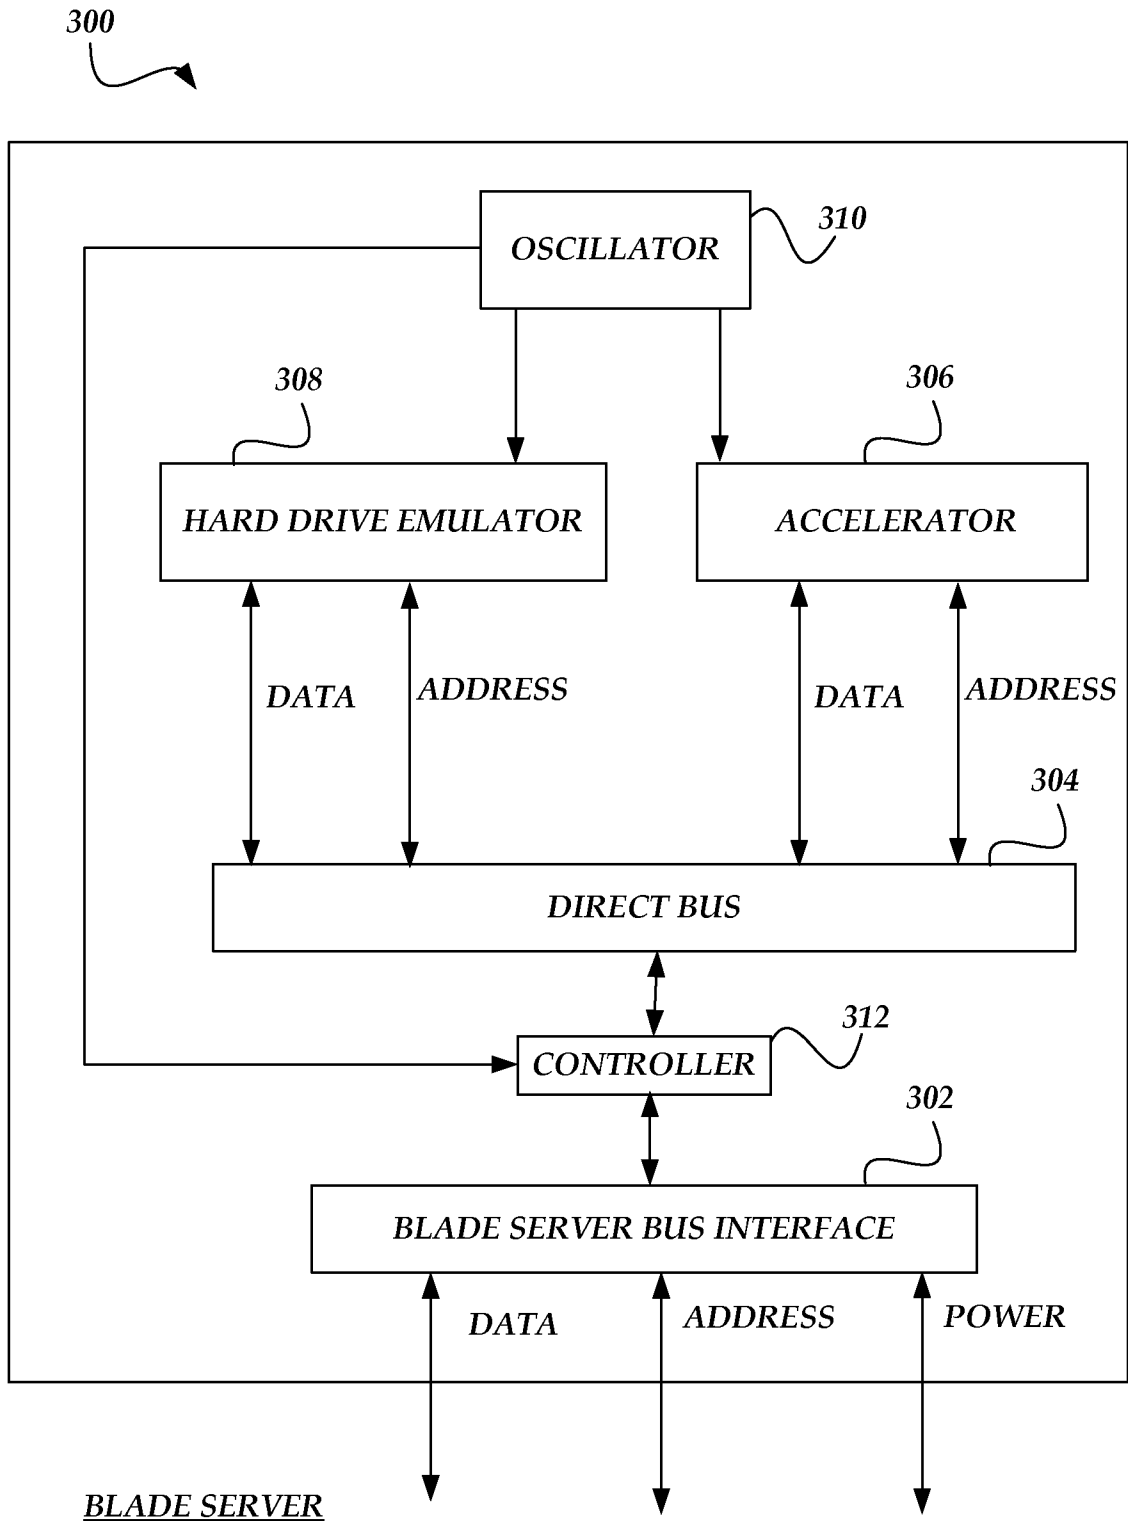 300
310
OSCILLATOR
308
306
HARD DRIVE EMULATOR
ACCELERATOR
DATA
ADDRESS
DATA
ADDRESS
304
DIRECT BUS
312
CONTROLLER
302
BLADE SERVER BUS INTERFACE
DATA
ADDRESS
POWER
BLADE SERVER